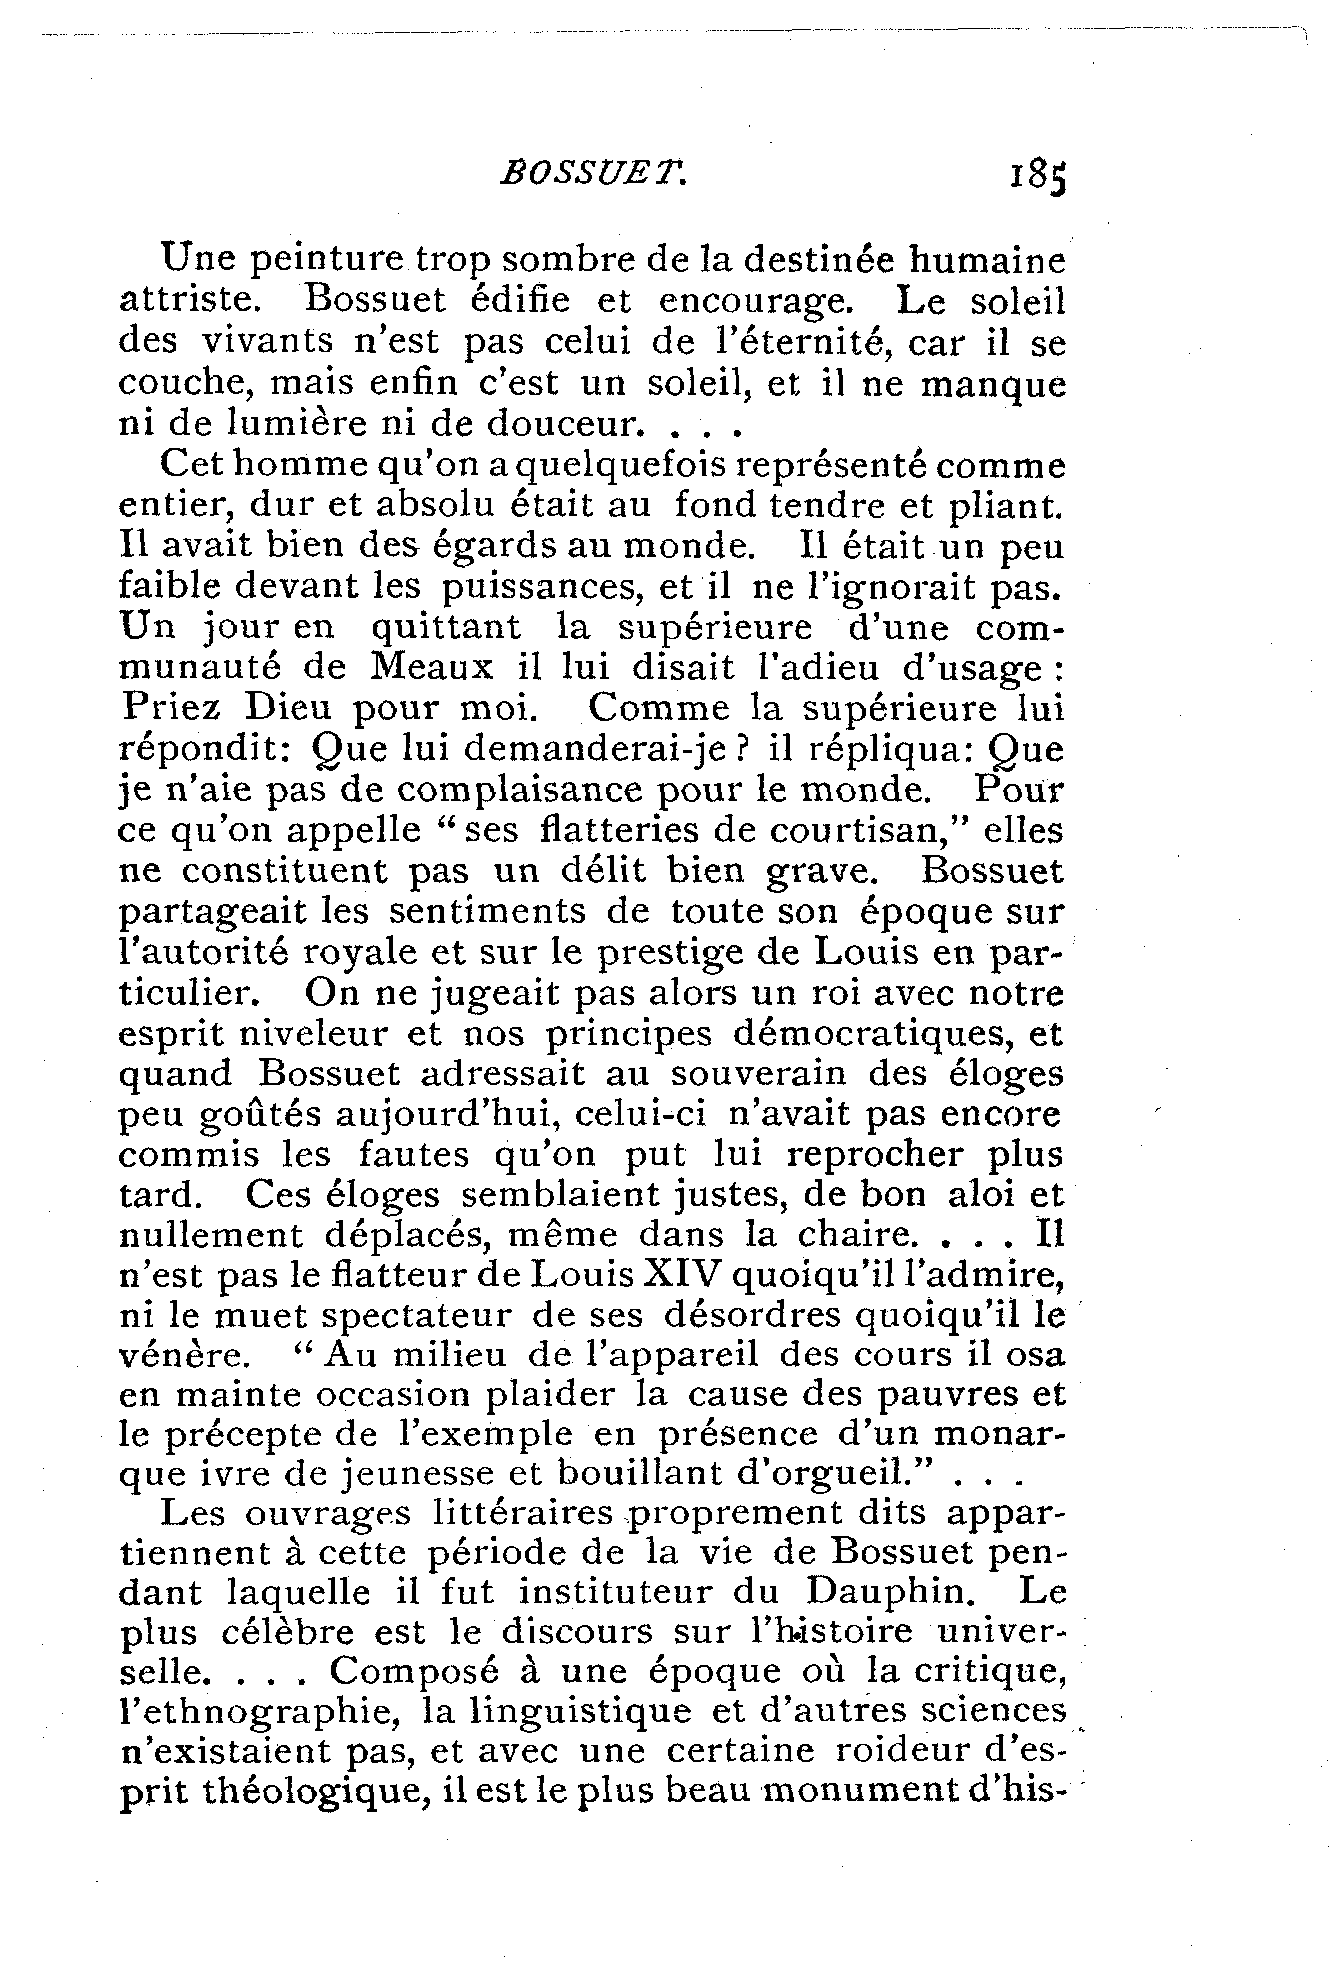 BOSSUET. 185
Une peinture trop sombre de la destinée humaine
attriste. Bossuet édifie et encourage. Le soleil
des vivants n'est pas celui de l'éternité, car il se
couche, mais enfin c'est un soleil, et il ne manque
ni de lumière ni de douceur. . . .
Cet homme qu'on a quelquefois représenté comme
entier, dur et absolu était au fond tendre et pliant.
Il avait bien des égards au monde. Il était un peu
faible devant les puissances, et il ne l'ignorait pas.
Un jour en quittant la supérieure d'une com-
munauté de Meaux il lui disait l'adieu d'usage :
Priez Dieu pour moi. Comme la supérieure lui
répondit: Que lui demanderai-je ? il répliqua: Que
je n'aie pas de complaisance pour le monde. Pour
ce qu'on appelle “ ses flatteries de courtisan,” elles
ne constituent pas un délit bien grave. Bossuet
partageait les sentiments de toute son époque sur
l'autorité royale et sur le prestige de Louis en par-
ticulier. On ne jugeait pas alors un roi avec notre
esprit niveleur et nos principes démocratiques, et
quand Bossuet adressait au souverain des éloges
peu goûtés aujourd'hui, celui-ci n'avait pas encore
commis les fautes qu'on put lui reprocher plus
tard. Ces éloges semblaient justes, de bon aloi et
nullement déplacés, même dans la chaire. . . . Il
n'est pas le flatteur de Louis XIV quoiqu'il l'admire,
ni le muet spectateur de ses désordres quoiqu'il le
vénère. “ Au milieu de l'appareil des cours il osa
en mainte occasion plaider la cause des pauvres et
le précepte de l'exemple en présence d'un monar-
que ivre de jeunesse et bouillant d'orgueil.” . . .
Les ouvrages littéraires proprement dits appar-
tiennent à cette période de la vie de Bossuet pen-
dant laquelle il fut instituteur du Dauphin. Le
plus célèbre est le discours sur l'histoire univer-
selle. . . . Composé à une époque où la critique,
l'ethnographie, la linguistique et d'autres sciences
n'existaient pas, et avec une certaine roideur d'es-
prit théologique, il est le plus beau monument d'his-